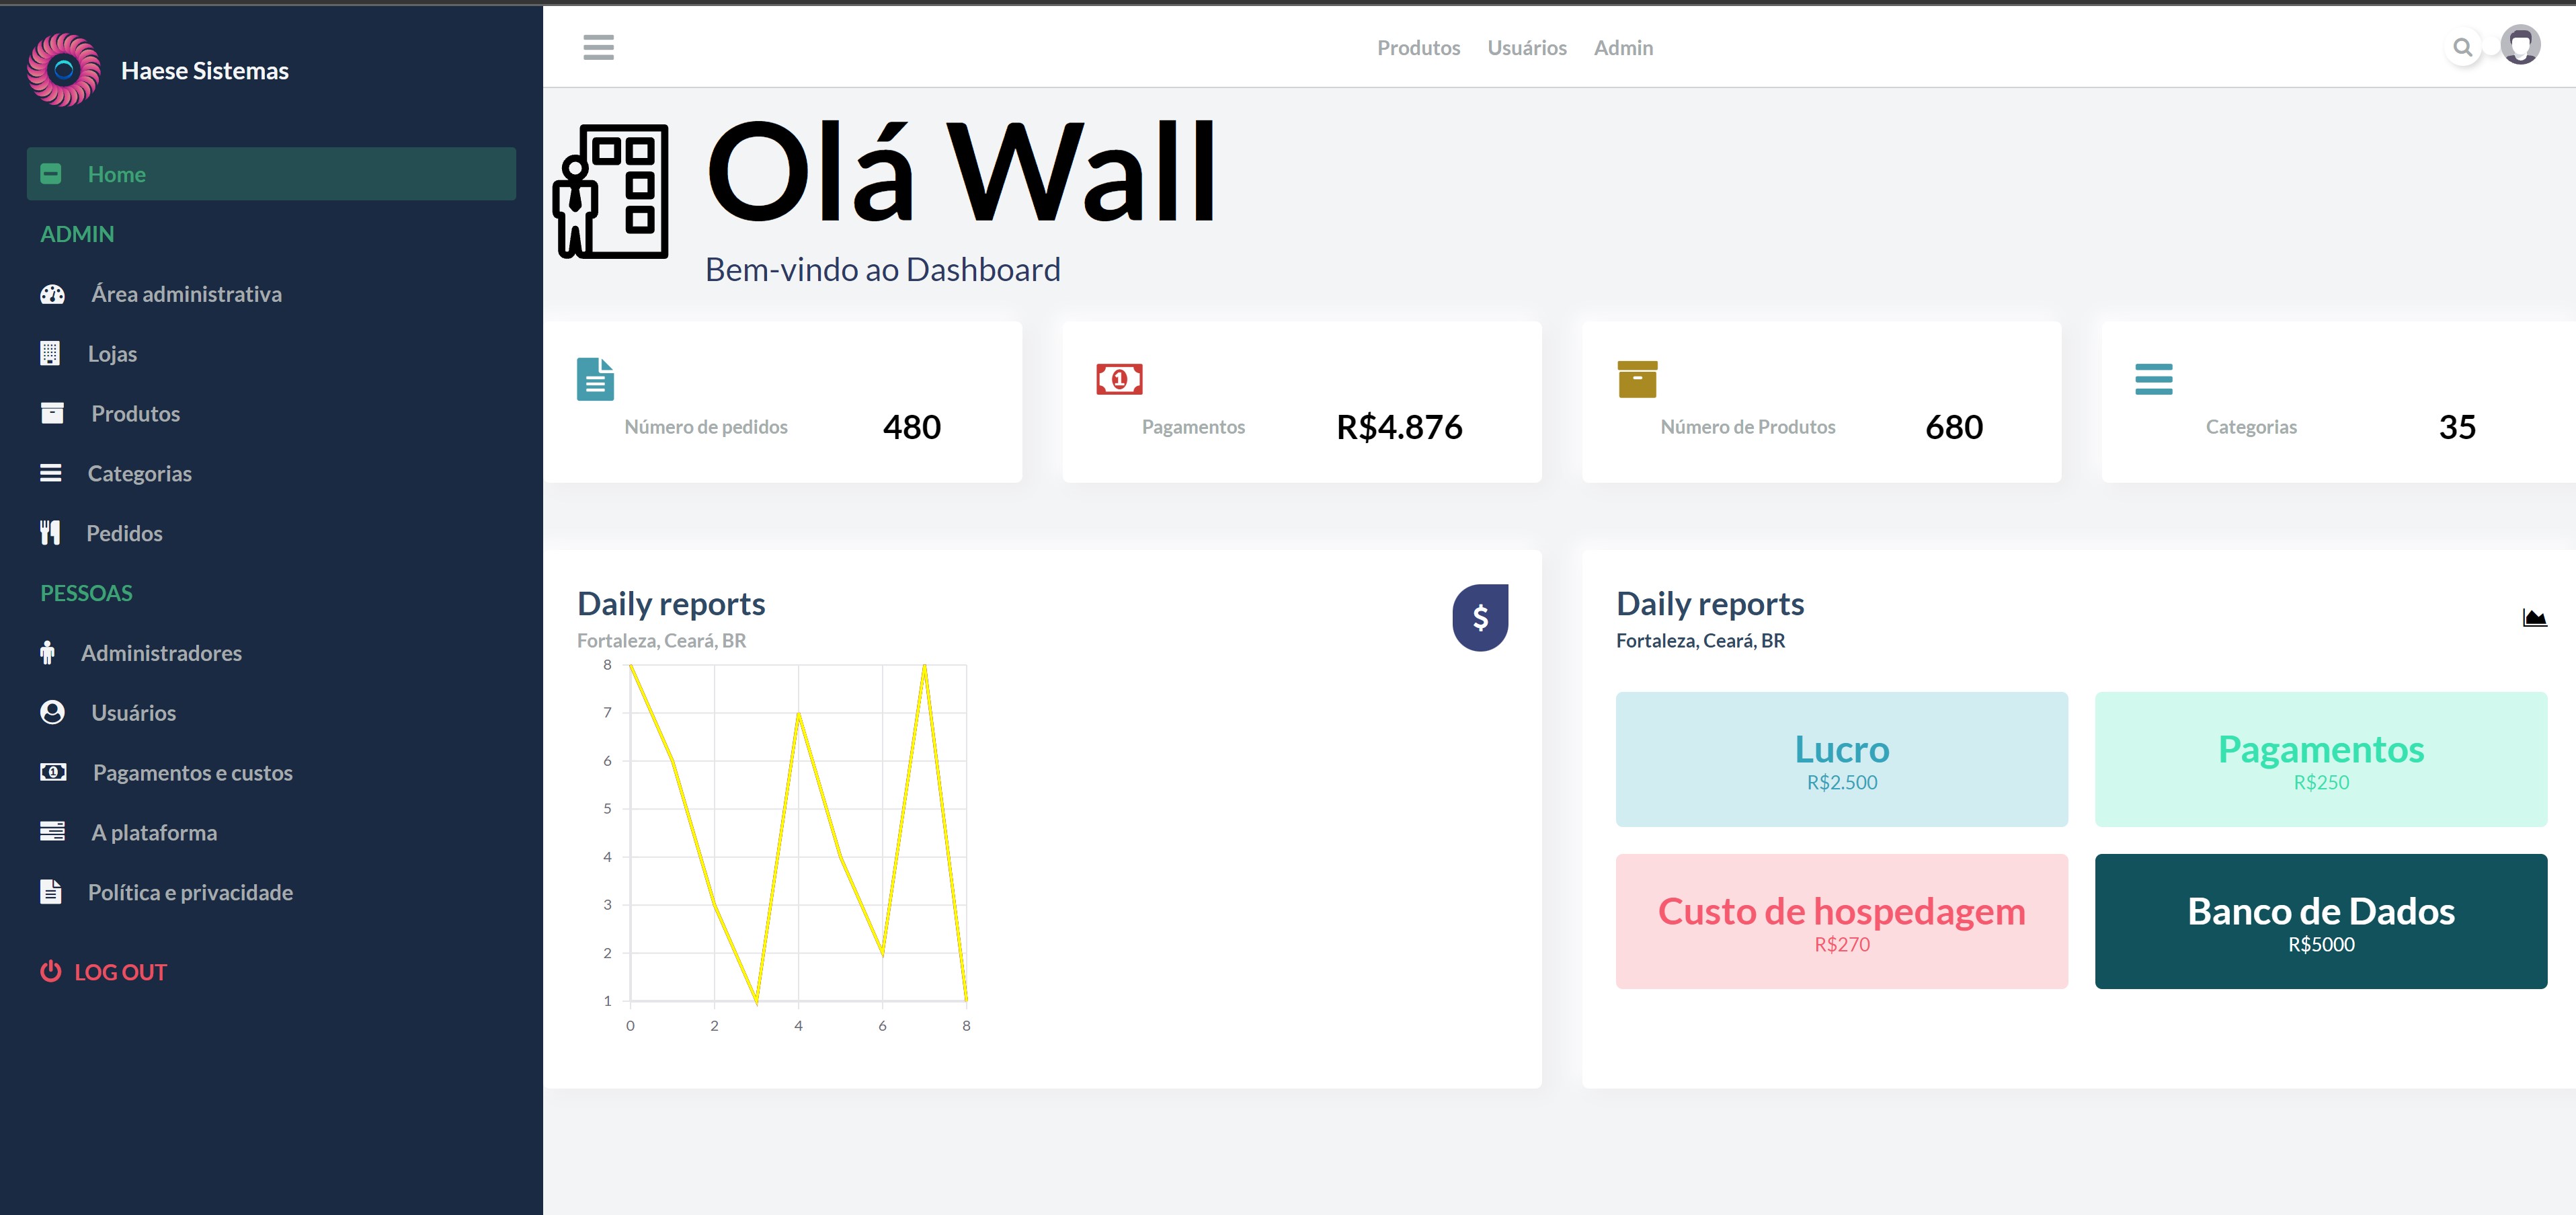 Haese Sistemas
Home
ADMIN
Área administrativa
Lojas
Produtos
Categorias
Pedidos
PESSOAS
Administradores
Usuários
Pagamentos e custos
A plataforma
Política e privacidade
LOG OUT
Produtos Usuários Admin
Olá Wall
Bem-vindo ao Dashboard
Número de pedidos 480
1
Pagamentos R$4.876
Número de Produtos 680
Categorias 35
Daily reports
Fortaleza, Ceará, BR
$
8
7
6
5
4
3
2
1
0 2 4 6 8
Daily reports
Fortaleza, Ceará, BR
Lucro
R$2.500
Pagamentos
R$250
Custo de hospedagem
R$270
Banco de Dados
R$5000